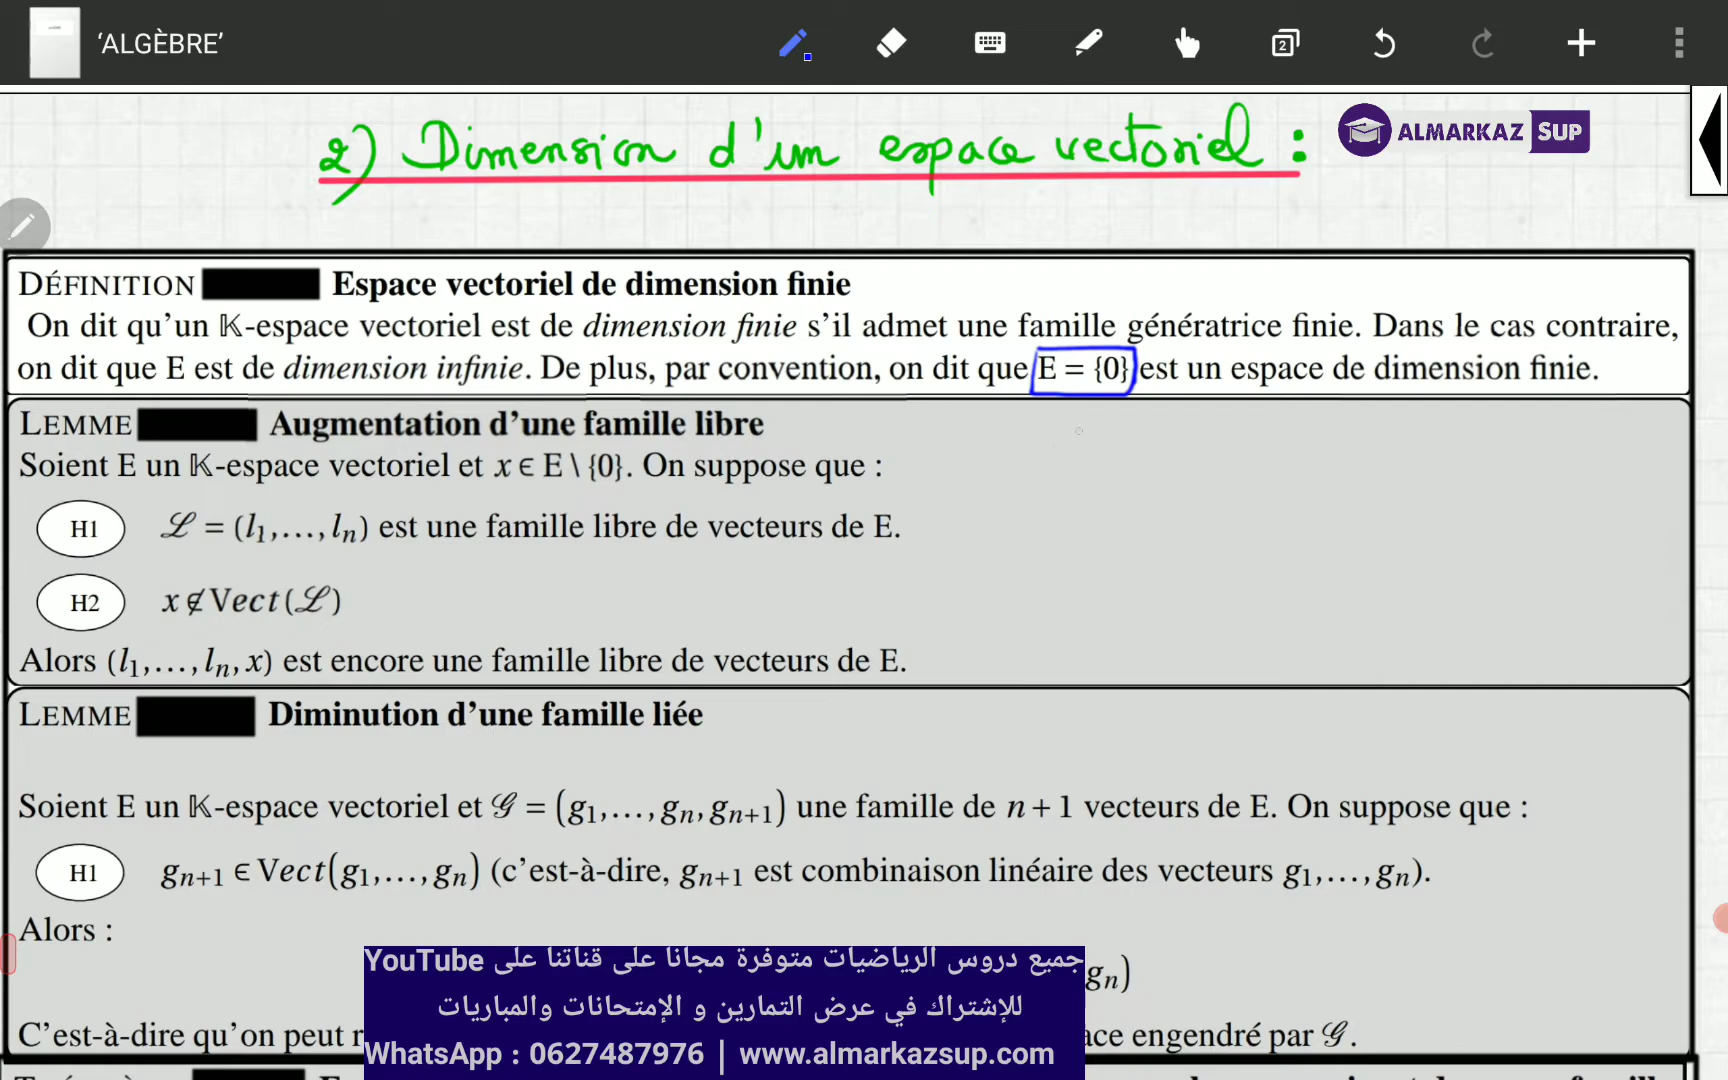 ‘ALGÈBRE’
2
2) Dimension d'un espace vectoriel :
ALMARKAZ SUP
DÉFINITION Espace vectoriel de dimension finie
On dit qu’un 𝕂-espace vectoriel est de dimension finie s’il admet une famille génératrice finie. Dans le cas contraire,
on dit que E est de dimension infinie. De plus, par convention, on dit que E = {0} est un espace de dimension finie.
LEMME Augmentation d’une famille libre
Soient E un 𝕂-espace vectoriel et x ∈ E \ {0}. On suppose que :
H1 ℒ = (l₁,…,lₙ) est une famille libre de vecteurs de E.
H2 x ∉ Vect(ℒ)
Alors (l₁,…,lₙ,x) est encore une famille libre de vecteurs de E.
LEMME Diminution d’une famille liée
Soient E un 𝕂-espace vectoriel et 𝒢 = (g₁,…,gₙ,gₙ₊₁) une famille de n + 1 vecteurs de E. On suppose que :
H1 gₙ₊₁ ∈ Vect(g₁,…,gₙ) (c’est-à-dire, gₙ₊₁ est combinaison linéaire des vecteurs g₁,…,gₙ).
Alors :
gₙ)
C’est-à-dire qu’on peut
ace engendré par 𝒢.
جميع دروس الرياضيات متوفرة مجانا على قناتنا على YouTube
للإشتراك في عرض التمارين و الإمتحانات والمباريات
WhatsApp : 0627487976 | www.almarkazsup.com